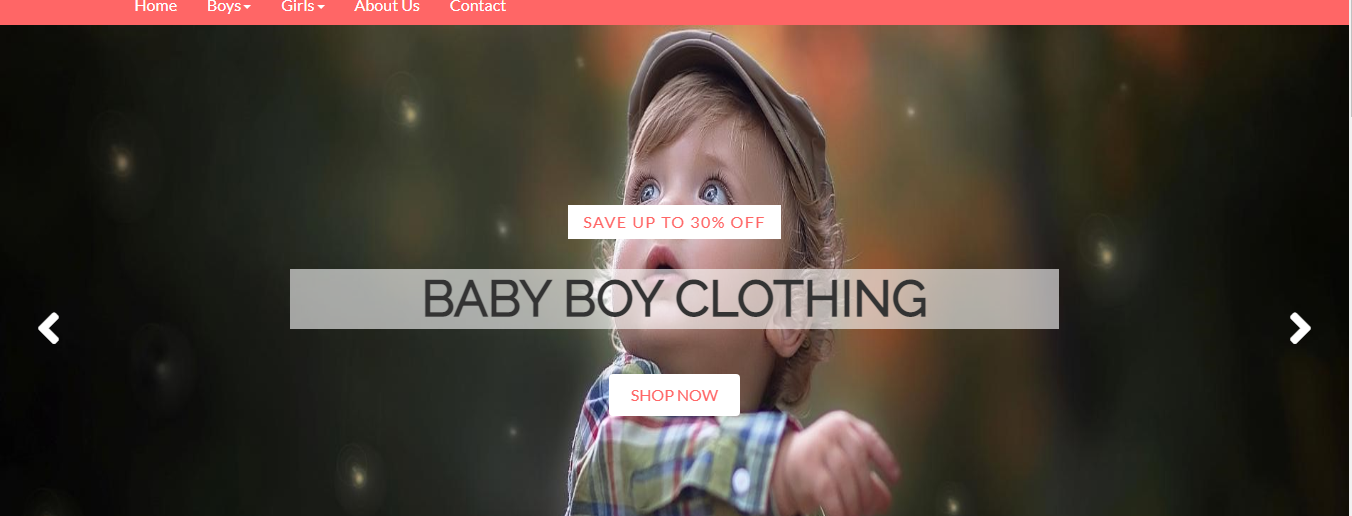 Home Boys Girls About Us Contact
SAVE UP TO 30% OFF
BABY BOY CLOTHING
SHOP NOW